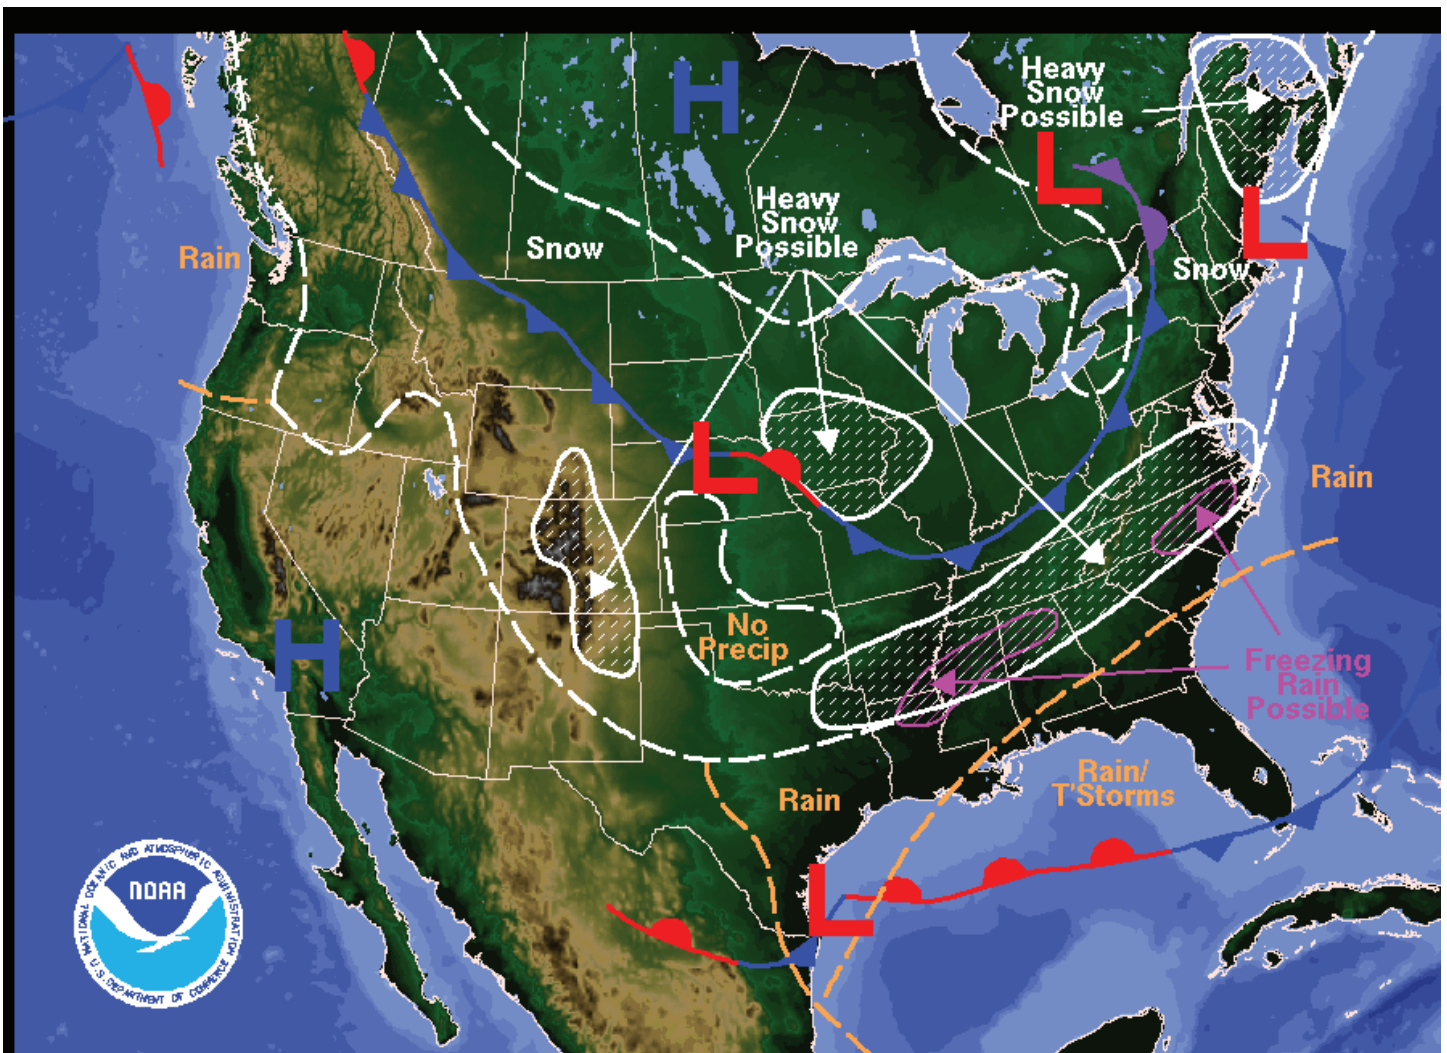 Heavy
Snow
Possible
H
L
Heavy
Snow
Possible
L
Rain
Snow
Snow
L
Rain
H
No
Precip
Freezing
Rain
Possible
Rain/
T'Storms
Rain
L
NOAA
NATIONAL OCEANIC AND ATMOSPHERIC ADMINISTRATION
U.S. DEPARTMENT OF COMMERCE